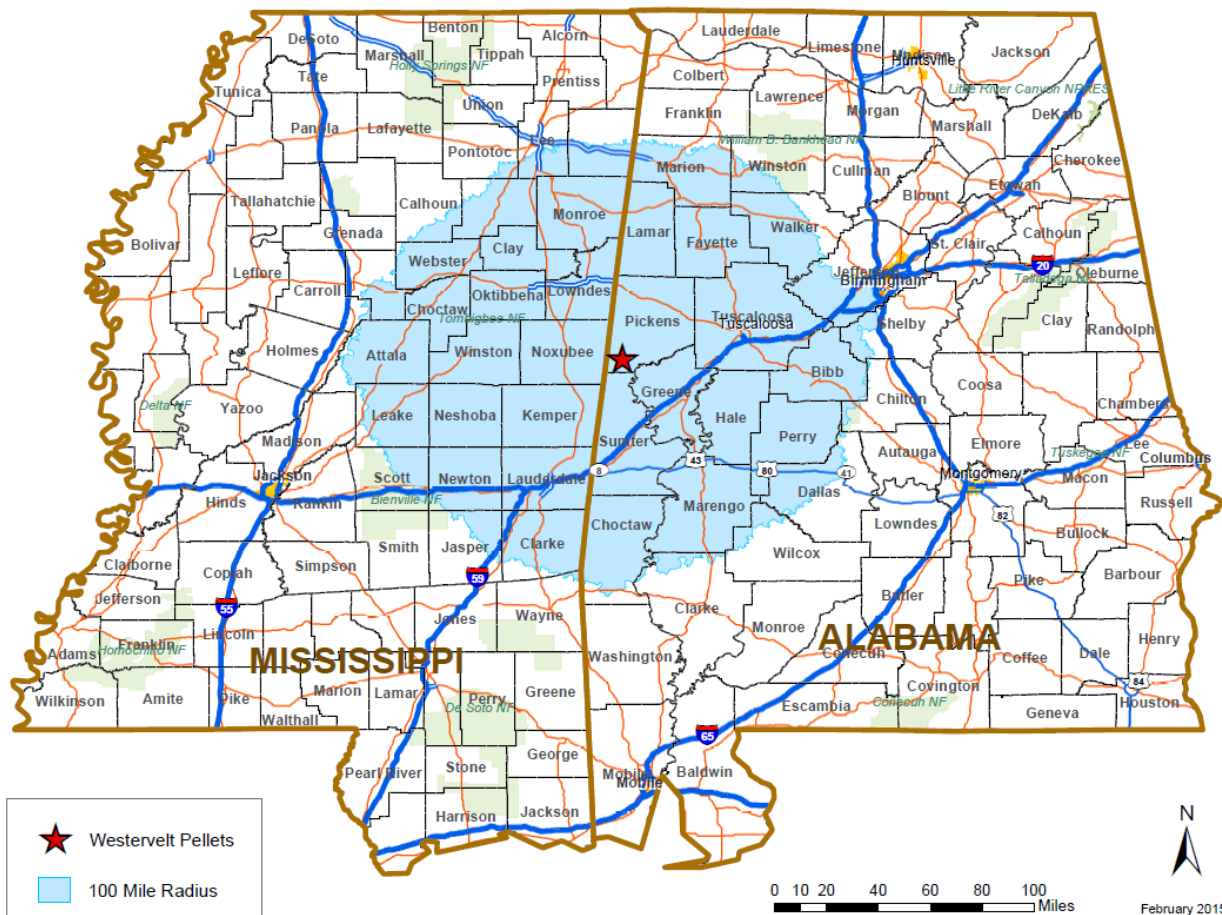 Benton
Lauderdale
DeSoto
Alcorn
Limestone
Madison
Jackson
Marshall
Tippah
Huntsville
Holly Springs NF
Tate
Colbert
Prentiss
Little River Canyon NPRES
Tunica
Lawrence
Union
Morgan
DeKalb
Franklin
Panola
Lafayette
Marshall
Lee
William B. Bankhead NF
Pontotoc
Marion
Winston
Cullman
Cherokee
Etowah
Blount
Tallahatchie
Calhoun
Monroe
Walker
Lamar
Calhoun
Grenada
Fayette
St. Clair
Bolivar
Clay
Webster
20
Leflore
Jefferson
Cleburne
Birmingham
Talladega NF
Carroll
Oktibbeha
Lowndes
Choctaw
Tombigbee NF
Pickens
Tuscaloosa
Tuscaloosa
Shelby
Clay
Randolph
Holmes
Attala
Winston
Noxubee
Bibb
Coosa
Greene
Chilton
Delta NF
Yazoo
Leake
Neshoba
Kemper
Hale
Chambers
Perry
Madison
Sumter
Elmore
Lee
Autauga
Tuskegee NF
Columbus
43
8
80
41
Jackson
Scott
Newton
Lauderdale
Montgomery
Macon
Hinds
Rankin
Bienville NF
Dallas
Russell
Marengo
82
Lowndes
Choctaw
Bullock
Smith
Jasper
Clarke
Wilcox
Claiborne
Simpson
Copiah
59
Pike
Barbour
Jefferson
55
Butler
Clarke
Wayne
Jones
Monroe
Lincoln
Franklin
Homochitto NF
Adams
ALABAMA
Henry
MISSISSIPPI
Washington
Conecuh
Coffee
Dale
84
Wilkinson
Amite
Pike
Marion
Lamar
Perry
Greene
Covington
Houston
Walthall
De Soto NF
Escambia
Conecuh NF
Geneva
65
George
Pearl River
Stone
Mobile
Mobile
Baldwin
Harrison
Jackson
Westervelt Pellets
100 Mile Radius
N
0 10 20 40 60 80 100
Miles
February 2015